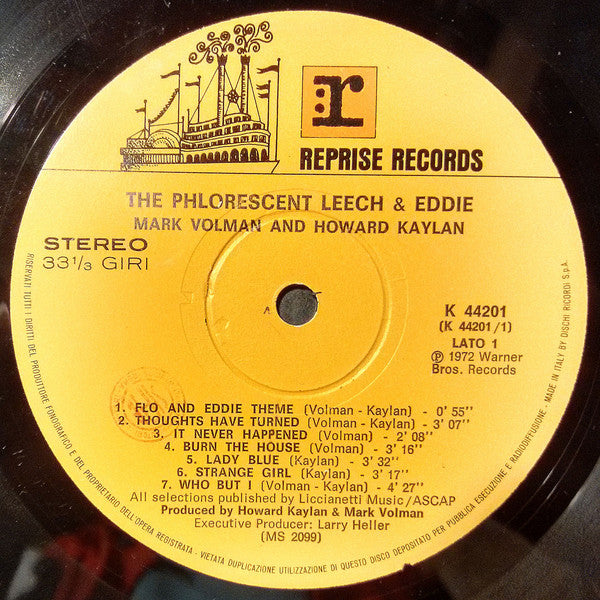 r
REPRISE RECORDS
THE PHLORESCENT LEECH & EDDIE
MARK VOLMAN AND HOWARD KAYLAN
STEREO
33 1/3 GIRI
K 44201
(K 44201/1)
LATO 1
℗ 1972 Warner
Bros. Records
1. FLO AND EDDIE THEME (Volman - Kaylan) - 0' 55''
2. THOUGHTS HAVE TURNED (Volman - Kaylan) - 3' 07''
3. IT NEVER HAPPENED (Volman - Kaylan) - 2' 08''
4. BURN THE HOUSE (Volman - Kaylan) - 3' 16''
5. LADY BLUE (Kaylan) - 3' 32''
6. STRANGE GIRL (Kaylan) - 3' 17''
7. WHO BUT I (Volman - Kaylan) - 4' 27''
All selections published by Liccianetti Music/ASCAP
Produced by Howard Kaylan & Mark Volman
Executive Producer: Larry Heller
(MS 2099)
RISERVATI TUTTI I DIRITTI DEL PRODUTTORE FONOGRAFICO E DEL PROPRIETARIO DELL'OPERA REGISTRATA - VIETATA DUPLICAZIONE UTILIZZAZIONE DI QUESTO DISCO DEPOSITATO PER PUBBLICA ESECUZIONE E RADIODIFFUSIONE - MADE IN ITALY BY DISCHI RICORDI S.p.A.